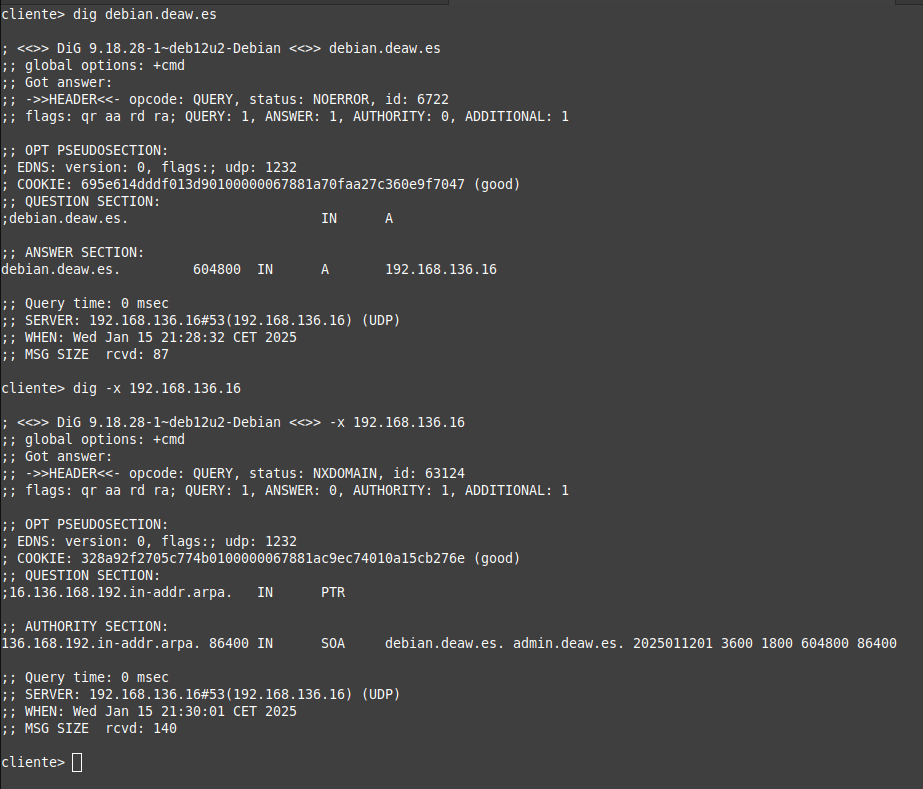 cliente> dig debian.deaw.es
; <<>> DiG 9.18.28-1~deb12u2-Debian <<>> debian.deaw.es
;; global options: +cmd
;; Got answer:
;; ->>HEADER<<- opcode: QUERY, status: NOERROR, id: 6722
;; flags: qr aa rd ra; QUERY: 1, ANSWER: 1, AUTHORITY: 0, ADDITIONAL: 1
;; OPT PSEUDOSECTION:
; EDNS: version: 0, flags:; udp: 1232
; COOKIE: 695e614dddf013d90100000067881a70faa27c360e9f7047 (good)
;; QUESTION SECTION:
;debian.deaw.es. IN A
;; ANSWER SECTION:
debian.deaw.es. 604800 IN A 192.168.136.16
;; Query time: 0 msec
;; SERVER: 192.168.136.16#53(192.168.136.16) (UDP)
;; WHEN: Wed Jan 15 21:28:32 CET 2025
;; MSG SIZE rcvd: 87
cliente> dig -x 192.168.136.16
; <<>> DiG 9.18.28-1~deb12u2-Debian <<>> -x 192.168.136.16
;; global options: +cmd
;; Got answer:
;; ->>HEADER<<- opcode: QUERY, status: NXDOMAIN, id: 63124
;; flags: qr aa rd ra; QUERY: 1, ANSWER: 0, AUTHORITY: 1, ADDITIONAL: 1
;; OPT PSEUDOSECTION:
; EDNS: version: 0, flags:; udp: 1232
; COOKIE: 328a92f2705c774b0100000067881ac9ec74010a15cb276e (good)
;; QUESTION SECTION:
;16.136.168.192.in-addr.arpa. IN PTR
;; AUTHORITY SECTION:
136.168.192.in-addr.arpa. 86400 IN SOA debian.deaw.es. admin.deaw.es. 2025011201 3600 1800 604800 86400
;; Query time: 0 msec
;; SERVER: 192.168.136.16#53(192.168.136.16) (UDP)
;; WHEN: Wed Jan 15 21:30:01 CET 2025
;; MSG SIZE rcvd: 140
cliente>